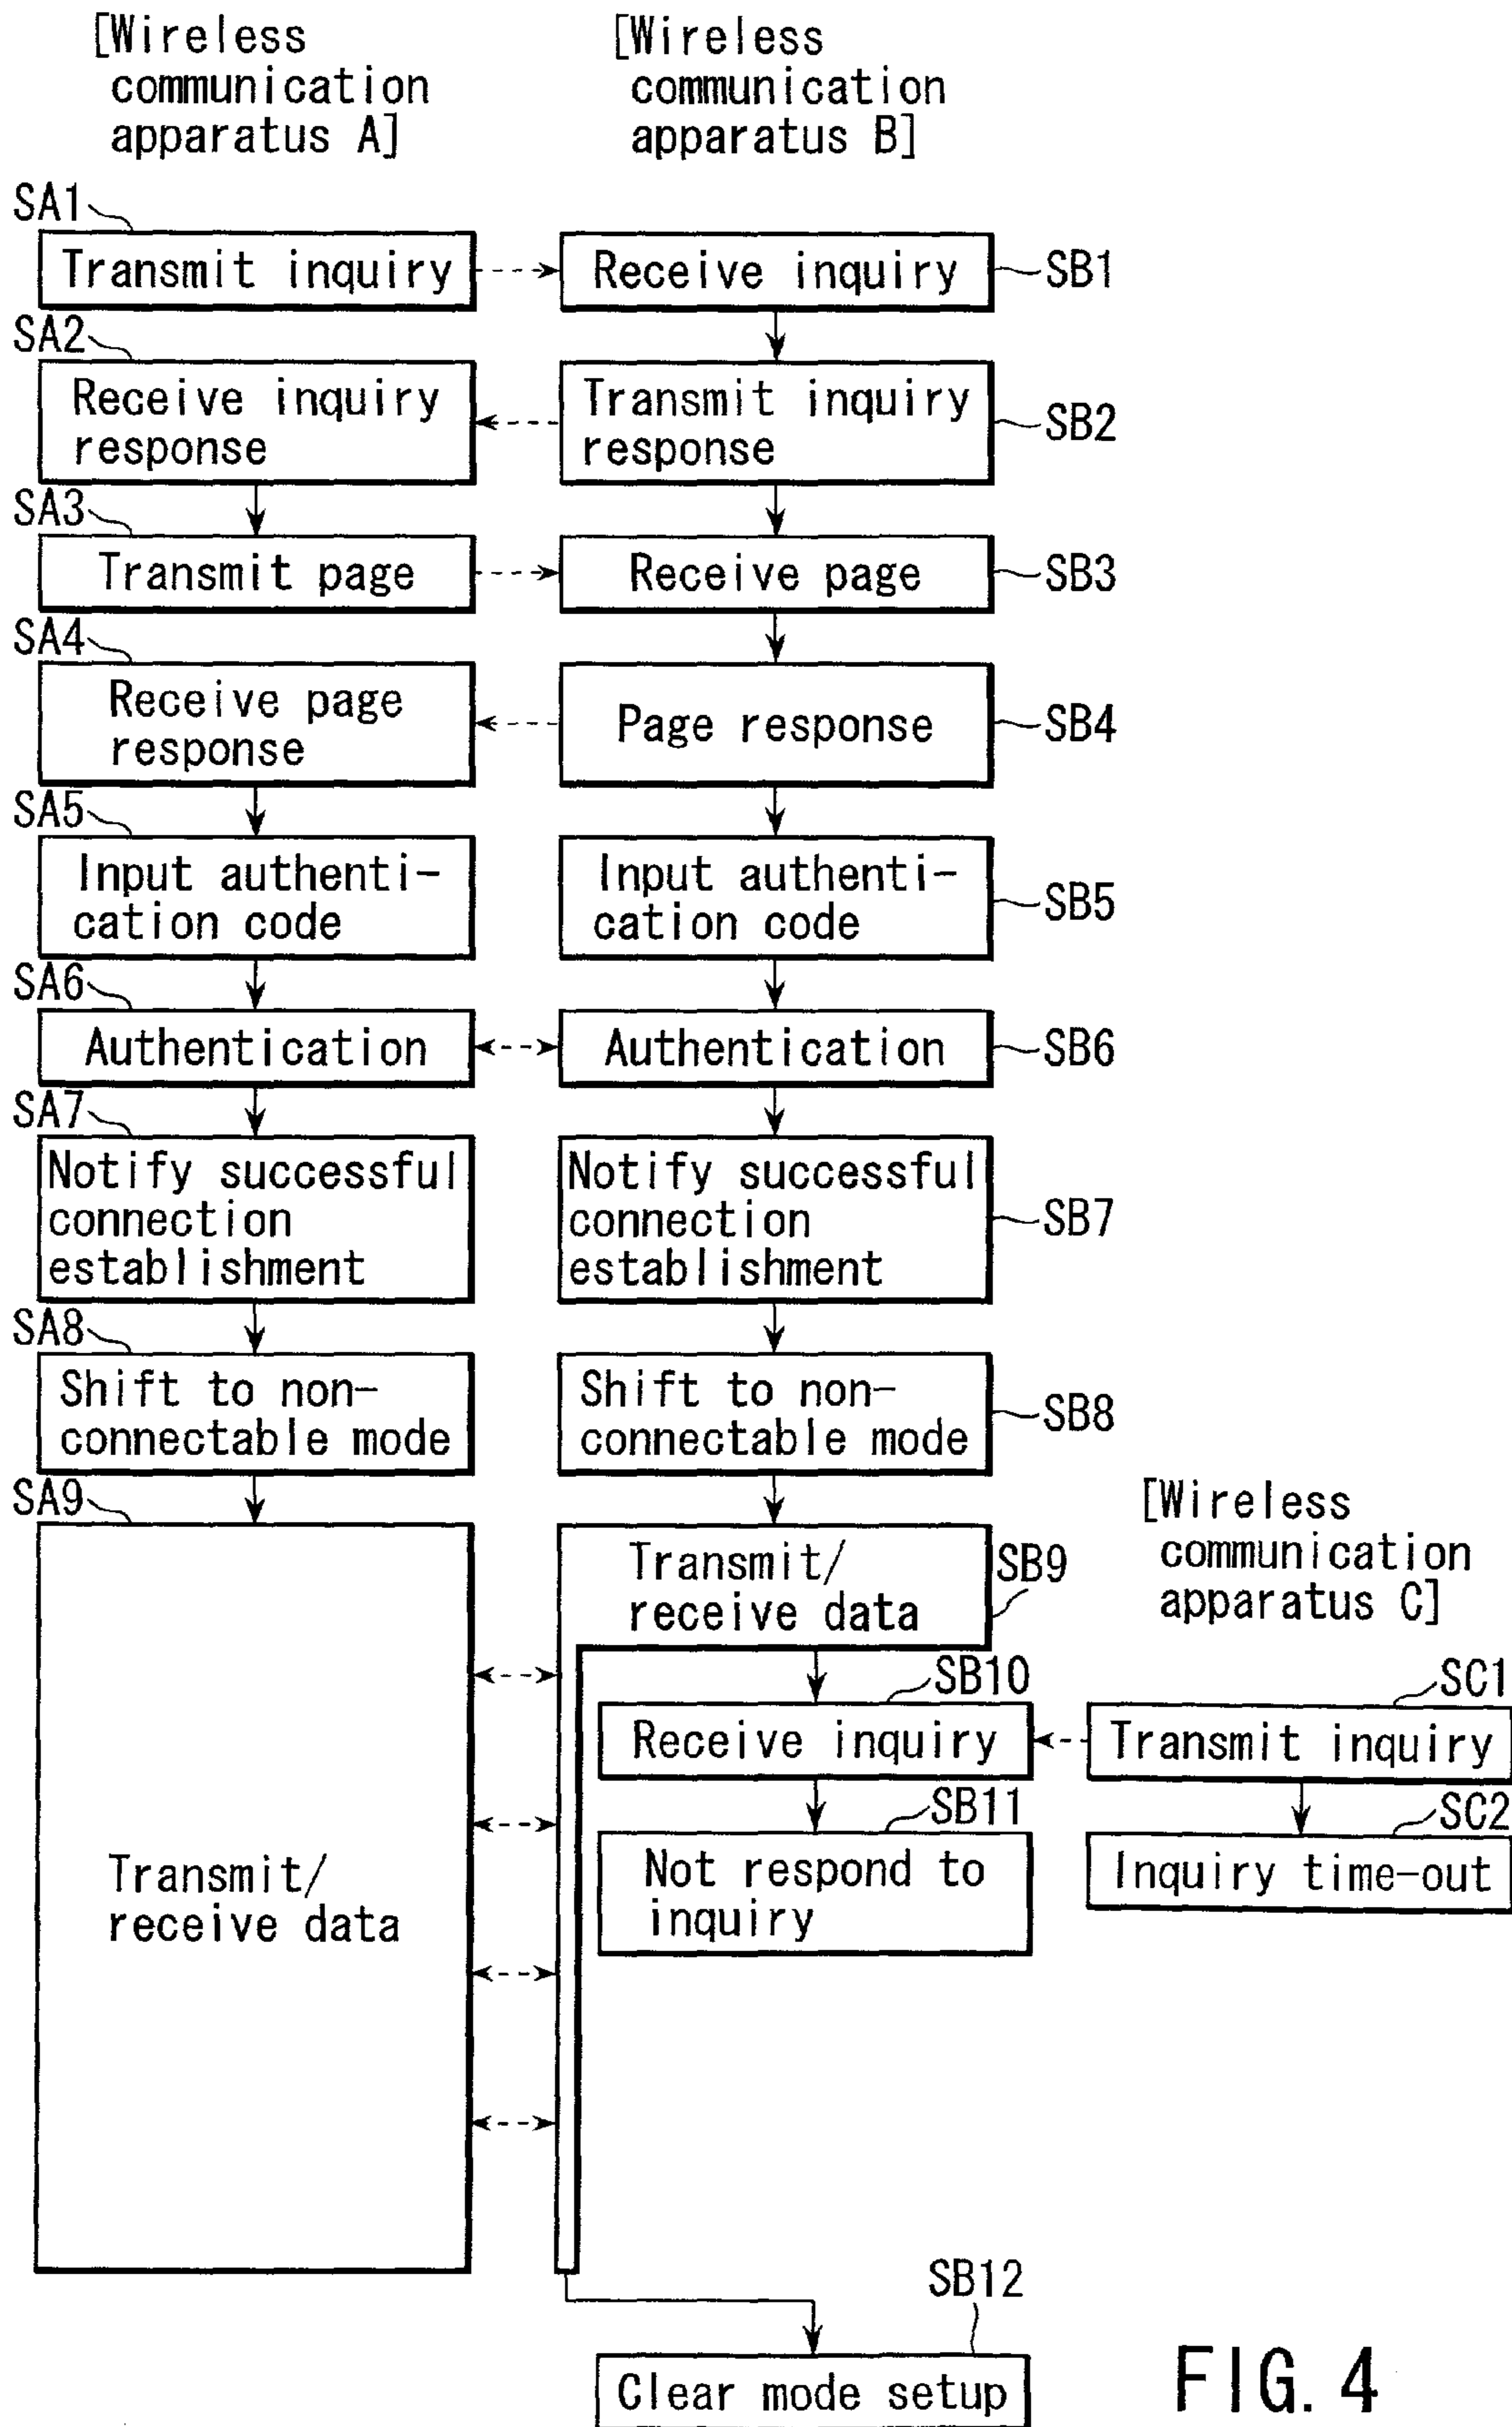 [Wireless
communication
apparatus A]
[Wireless
communication
apparatus B]
SA1
Transmit inquiry
Receive inquiry
SB1
SA2
Receive inquiry
response
Transmit inquiry
response
SB2
SA3
Transmit page
Receive page
SB3
SA4
Receive page
response
Page response
SB4
SA5
Input authenti-
cation code
Input authenti-
cation code
SB5
SA6
Authentication
Authentication
SB6
SA7
Notify successful
connection
establishment
Notify successful
connection
establishment
SB7
SA8
Shift to non-
connectable mode
Shift to non-
connectable mode
SB8
SA9
Transmit/
receive data
Transmit/
receive data
SB9
[Wireless
communication
apparatus C]
SB10
Receive inquiry
SC1
Transmit inquiry
SB11
Not respond to
inquiry
SC2
Inquiry time-out
SB12
Clear mode setup
FIG. 4